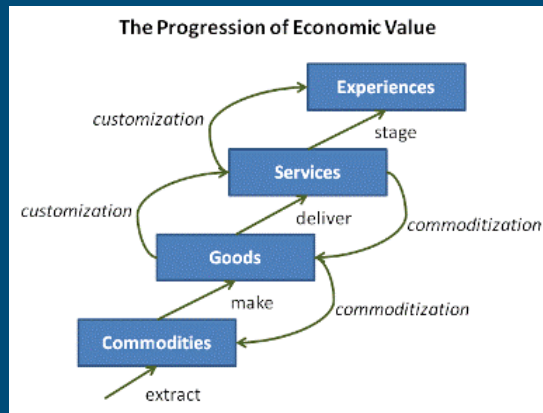 The Progression of Economic Value
Experiences
customization
stage
Services
customization
deliver
commoditization
Goods
make
commoditization
Commodities
extract